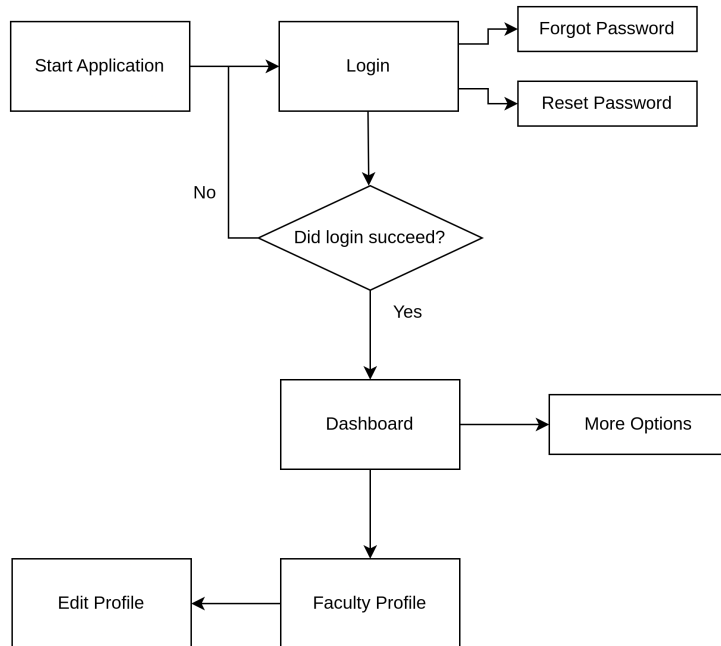 Start Application
Login
Forgot Password
Reset Password
No
Did login succeed?
Yes
Dashboard
More Options
Edit Profile
Faculty Profile